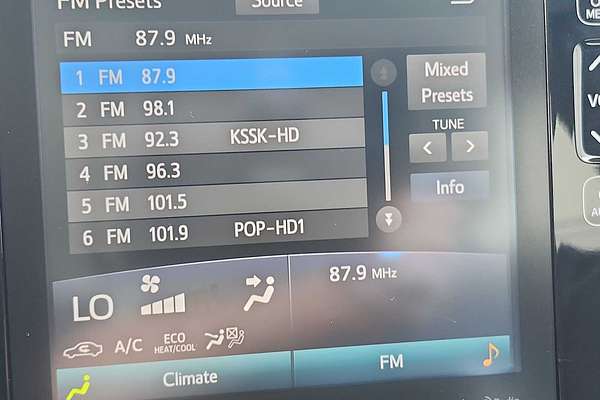 FM Presets
Source
FM 87.9 MHz
1 FM 87.9
2 FM 98.1
3 FM 92.3 KSSK-HD
4 FM 96.3
5 FM 101.5
6 FM 101.9 POP-HD1
Mixed
Presets
TUNE
< >
Info
LO
87.9 MHz
A/C
ECO
HEAT/COOL
Climate
FM